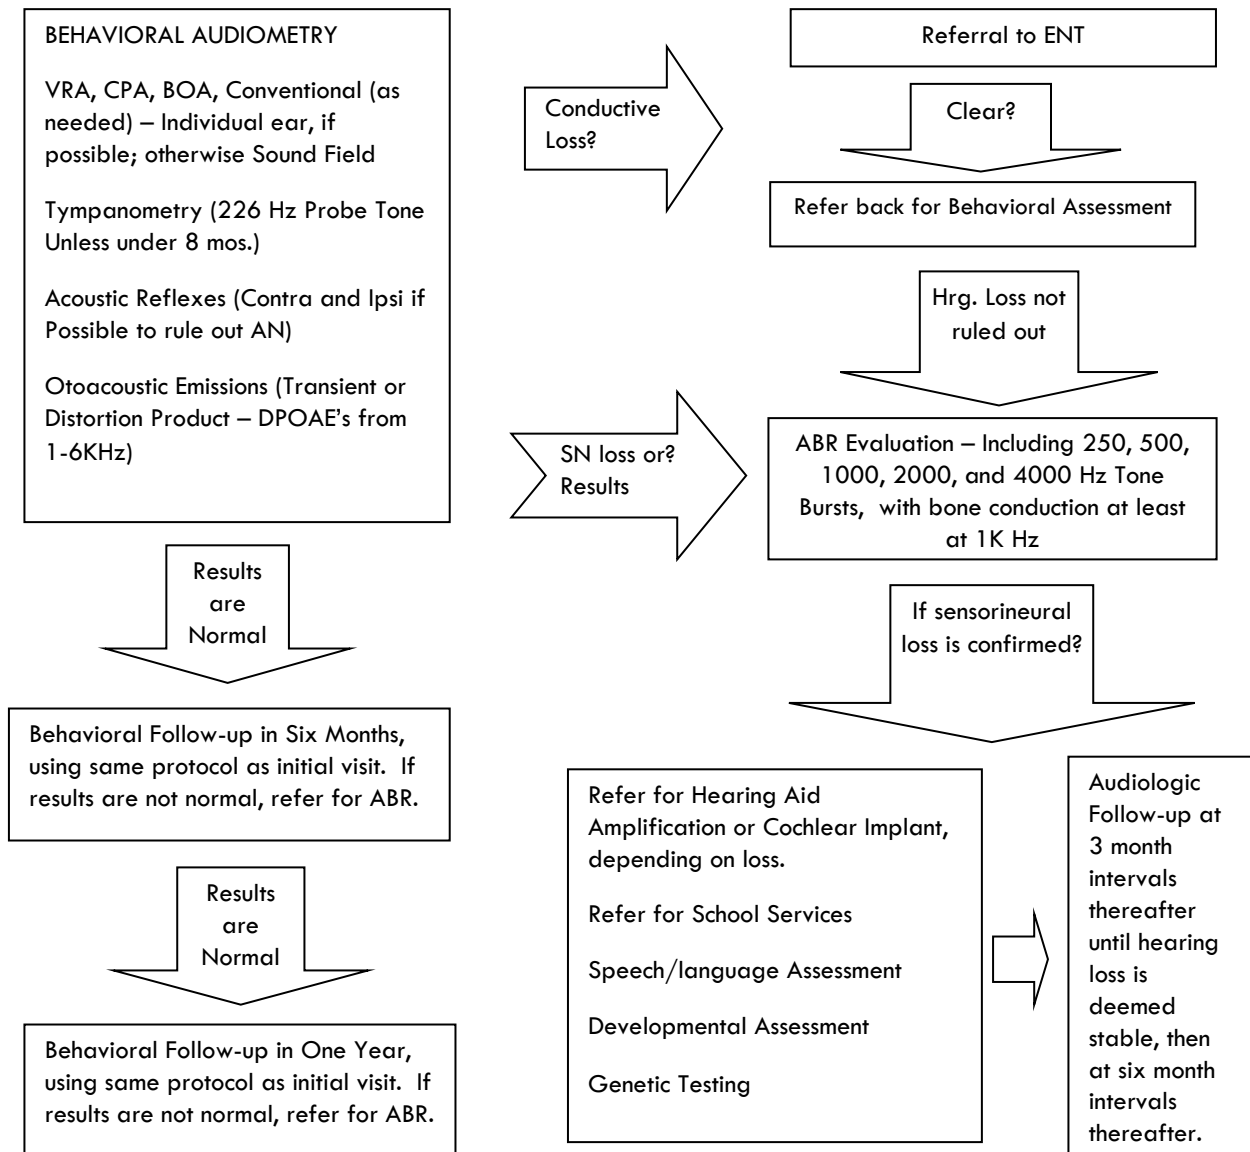 BEHAVIORAL AUDIOMETRY
VRA, CPA, BOA, Conventional (as
needed) – Individual ear, if
possible; otherwise Sound Field
Tympanometry (226 Hz Probe Tone
Unless under 8 mos.)
Acoustic Reflexes (Contra and Ipsi if
Possible to rule out AN)
Otoacoustic Emissions (Transient or
Distortion Product – DPOAE's from
1-6KHz)
Results
are
Normal
Behavioral Follow-up in Six Months,
using same protocol as initial visit. If
results are not normal, refer for ABR.
Results
are
Normal
Behavioral Follow-up in One Year,
using same protocol as initial visit. If
results are not normal, refer for ABR.
Conductive
Loss?
Referral to ENT
Clear?
Refer back for Behavioral Assessment
Hrg. Loss not
ruled out
SN loss or?
Results
ABR Evaluation – Including 250, 500,
1000, 2000, and 4000 Hz Tone
Bursts, with bone conduction at least
at 1K Hz
If sensorineural
loss is confirmed?
Refer for Hearing Aid
Amplification or Cochlear Implant,
depending on loss.
Refer for School Services
Speech/language Assessment
Developmental Assessment
Genetic Testing
Audiologic
Follow-up at
3 month
intervals
thereafter
until hearing
loss is
deemed
stable, then
at six month
intervals
thereafter.